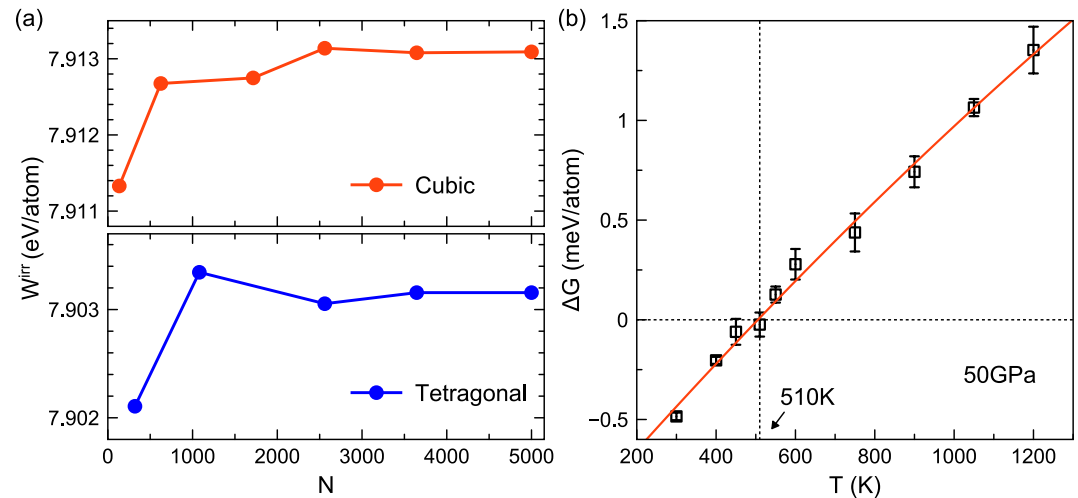 (a)
W^irr (eV/atom)
7.913
7.912
7.911
Cubic
7.903
7.902
Tetragonal
0 1000 2000 3000 4000 5000
N
(b)
ΔG (meV/atom)
1.5
1
0.5
0
−0.5
50GPa
510K
200 400 600 800 1000 1200
T (K)